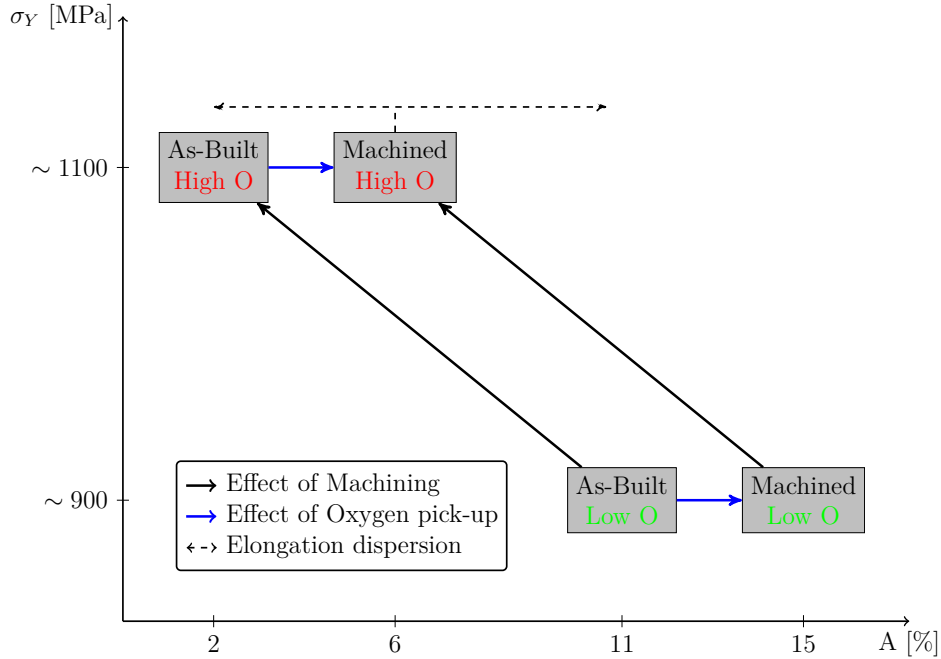 σ_Y [MPa]
∼ 1100
As-Built
High O
Machined
High O
∼ 900
As-Built
Low O
Machined
Low O
Effect of Machining
Effect of Oxygen pick-up
Elongation dispersion
2
6
11
15
A [%]